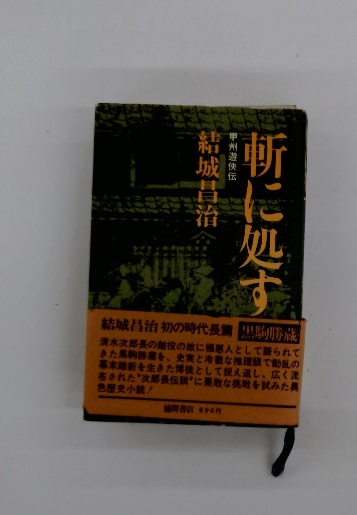 斬に処す
甲州遊侠伝
結城昌治
結城昌治 初の時代長篇 黒駒勝蔵
清水次郎長の敵役の故に極悪人として語られて
きた黒駒勝蔵を、史実と冷徹な推理眼で動乱の
幕末維新を生きた博徒として捉え返し、広く流
布された“次郎長伝説”に果敢な挑戦を試みた異
色歴史小説！
徳間書店 690円